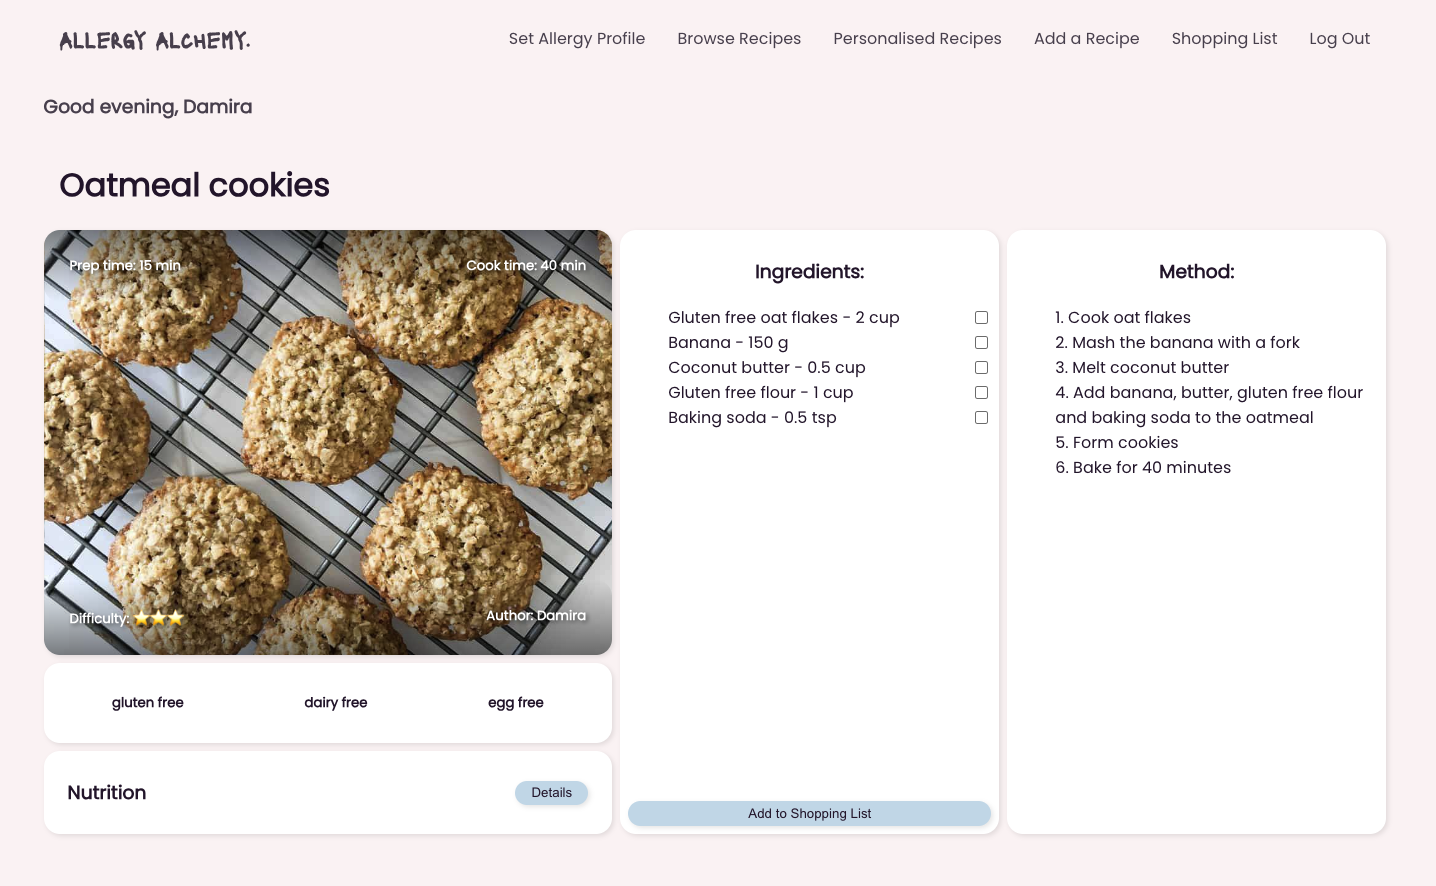 ALLERGY ALCHEMY.
Set Allergy Profile
Browse Recipes
Personalised Recipes
Add a Recipe
Shopping List
Log Out
Good evening, Damira
Oatmeal cookies
Prep time: 15 min
Cook time: 40 min
Difficulty: ⭐⭐⭐
Author: Damira
gluten free
dairy free
egg free
Nutrition
Details
Ingredients:
Gluten free oat flakes - 2 cup
Banana - 150 g
Coconut butter - 0.5 cup
Gluten free flour - 1 cup
Baking soda - 0.5 tsp
Add to Shopping List
Method:
1. Cook oat flakes
2. Mash the banana with a fork
3. Melt coconut butter
4. Add banana, butter, gluten free flour
and baking soda to the oatmeal
5. Form cookies
6. Bake for 40 minutes